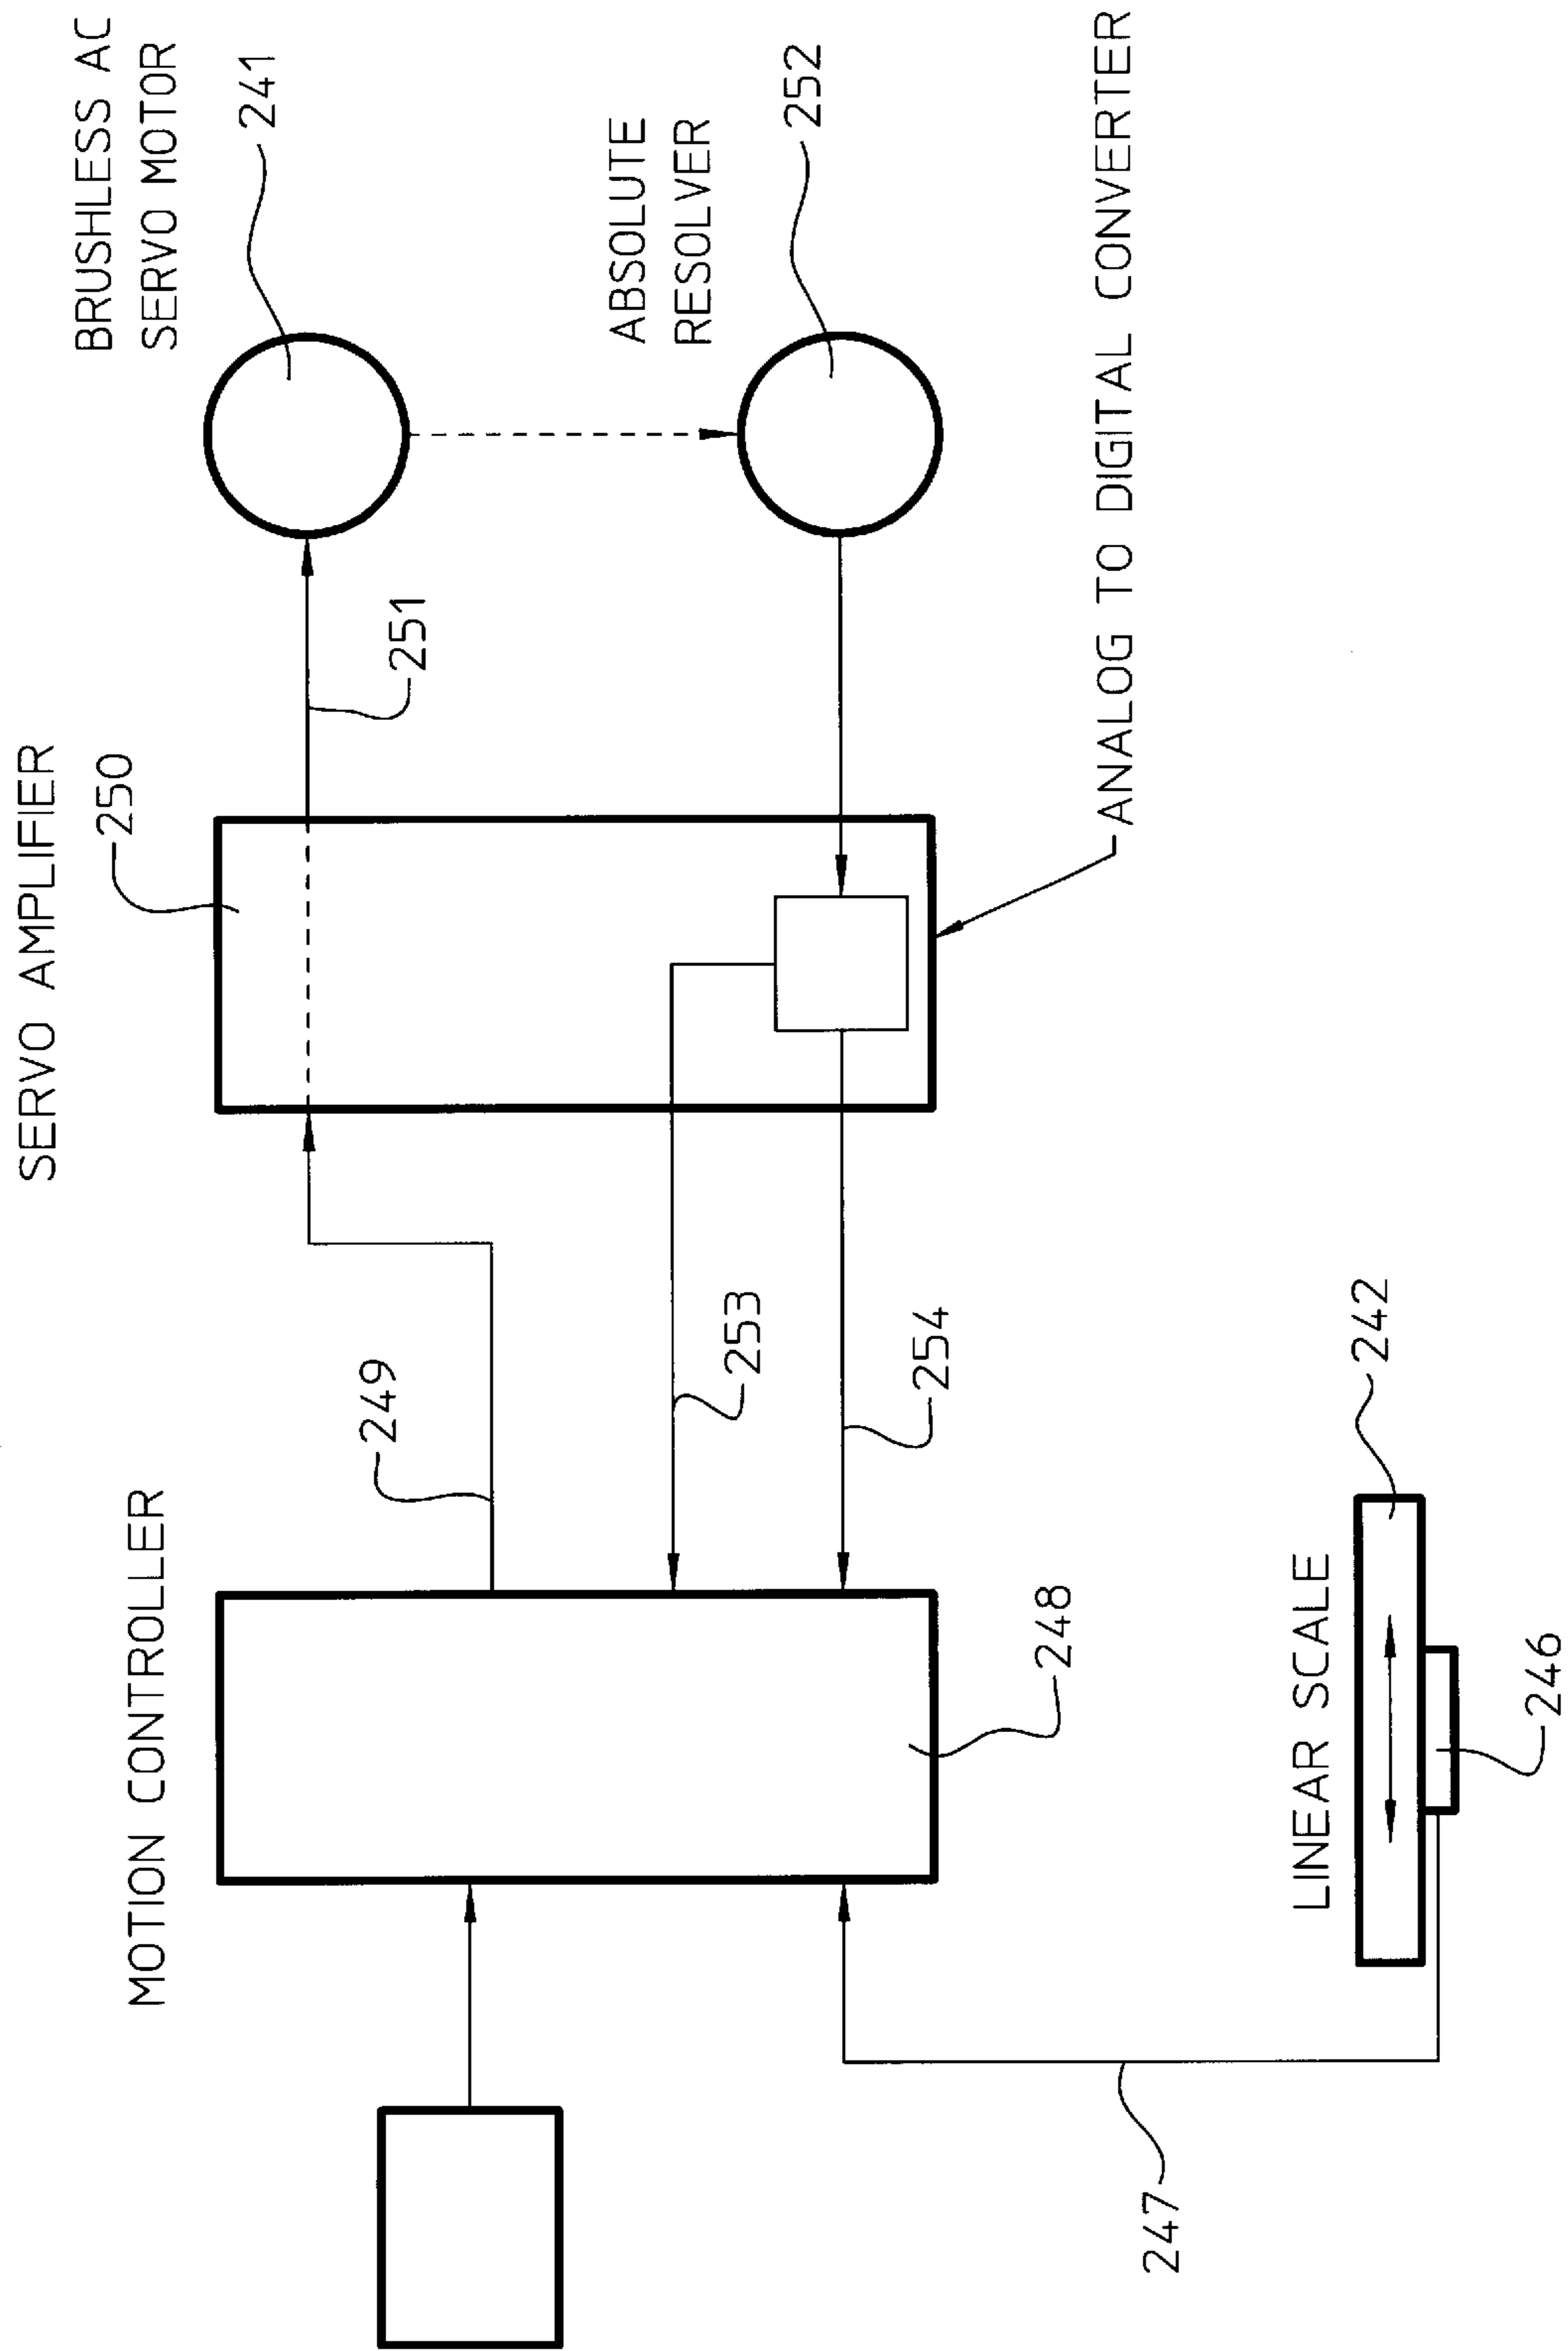 BRUSHLESS AC
SERVO MOTOR
241
ABSOLUTE
RESOLVER
252
ANALOG TO DIGITAL CONVERTER
SERVO AMPLIFIER
250
251
MOTION CONTROLLER
249
253
254
248
LINEAR SCALE
242
246
247